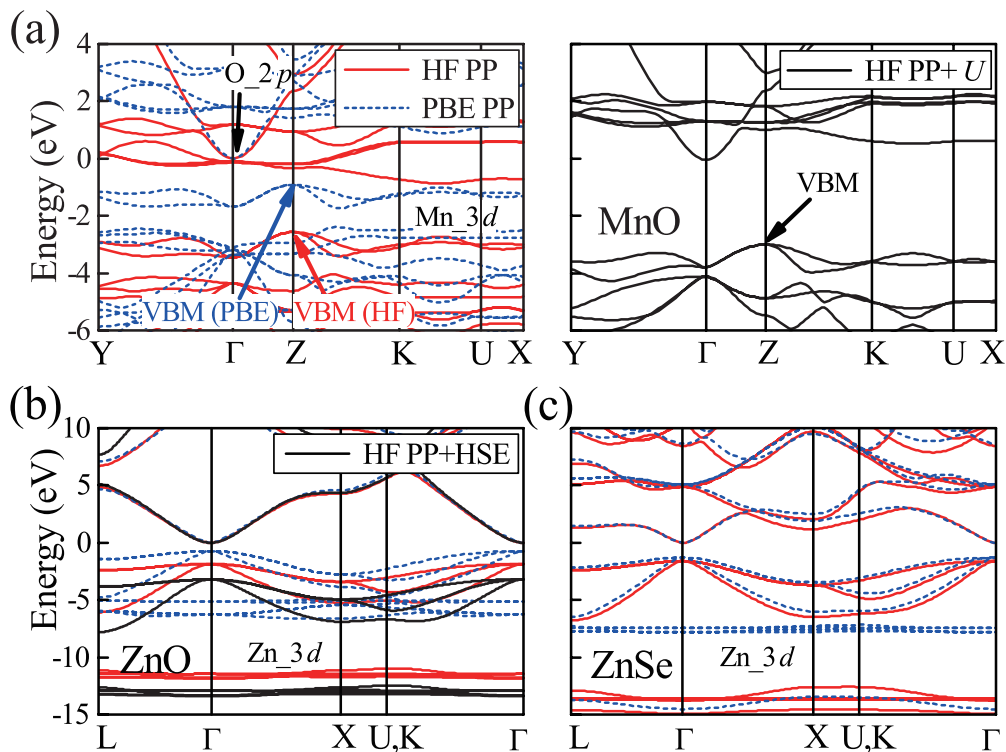 (a)
Energy (eV)
4
2
0
-2
-4
-6
O_2p
HF PP
PBE PP
Mn_3d
VBM (PBE)
VBM (HF)
Y Γ Z K U X
HF PP+ U
VBM
MnO
Y Γ Z K U X
(b)
Energy (eV)
10
5
0
-5
-10
-15
HF PP+HSE
ZnO
Zn_3d
L Γ X U,K Γ
(c)
ZnSe
Zn_3d
L Γ X U,K Γ